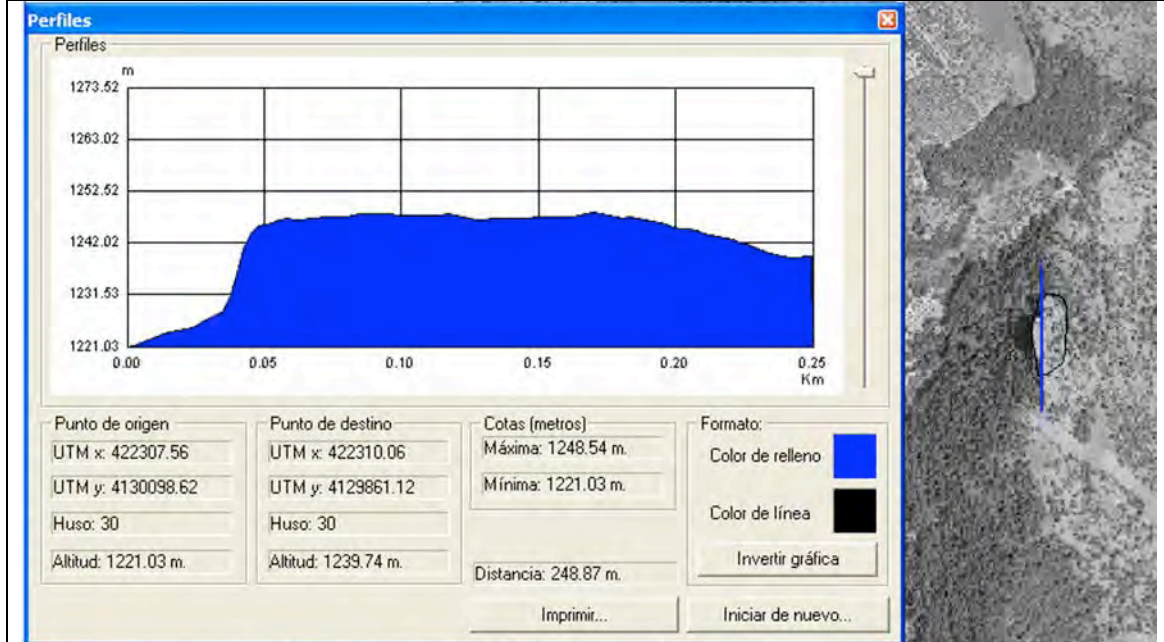 Perfiles
Perfiles
m
1273.52
1263.02
1252.52
1242.02
1231.53
1221.03
0.00 0.05 0.10 0.15 0.20 0.25
Km
Punto de origen
UTM x: 422307.56
UTM y: 4130098.62
Huso: 30
Altitud: 1221.03 m.
Punto de destino
UTM x: 422310.06
UTM y: 4129861.12
Huso: 30
Altitud: 1239.74 m.
Cotas (metros)
Máxima: 1248.54 m.
Mínima: 1221.03 m.
Distancia: 248.87 m.
Formato:
Color de relleno
Color de línea
Invertir gráfica
Imprimir...
Iniciar de nuevo...